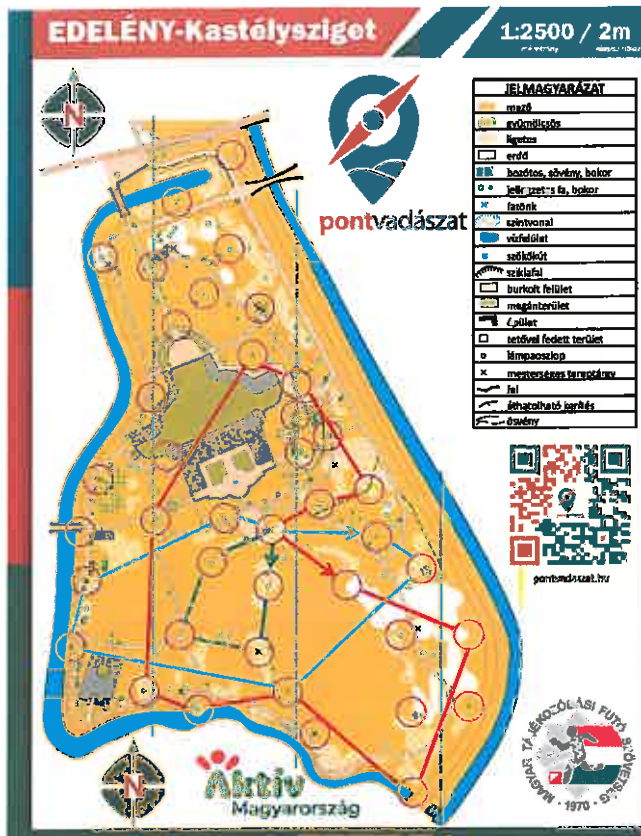 EDELÉNY-Kastélysziget
1:2500 / 2m
N
pontvadászat
JELMAGYARÁZAT
mező
gyümölcsös
ligetes
erdő
bozótos, sövény, bokor
jellegzetes fa, bokor
fatönk
szintvonal
vízfelület
szökőkút
sziklafal
burkolt felület
magánterület
épület
tetővel fedett terület
lámpaoszlop
mesterséges tereptárgy
fal
áthatolható kerítés
ösvény
pontvadaszat.hu
N
Aktív
Magyarország
MAGYAR TÁJÉKOZÓDÁSI FUTÓ SZÖVETSÉG
1970